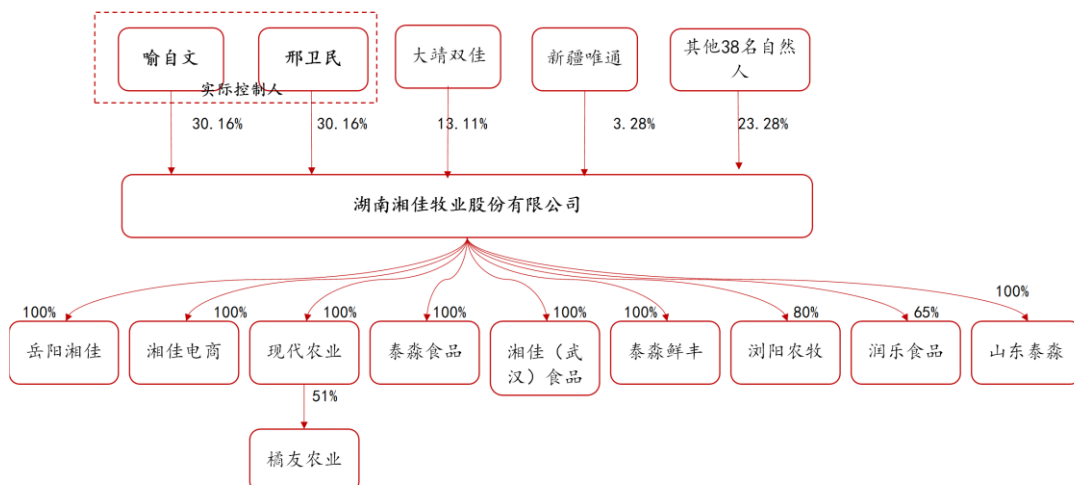 喻自文
邢卫民
大靖双佳
新疆唯通
其他38名自然
人
实际控制人
30.16%
30.16%
13.11%
3.28%
23.28%
湖南湘佳牧业股份有限公司
100%
100%
100%
100%
100%
100%
80%
65%
100%
岳阳湘佳
湘佳电商
现代农业
泰淼食品
湘佳（武
汉）食品
泰淼鲜丰
浏阳农牧
润乐食品
山东泰淼
51%
橘友农业